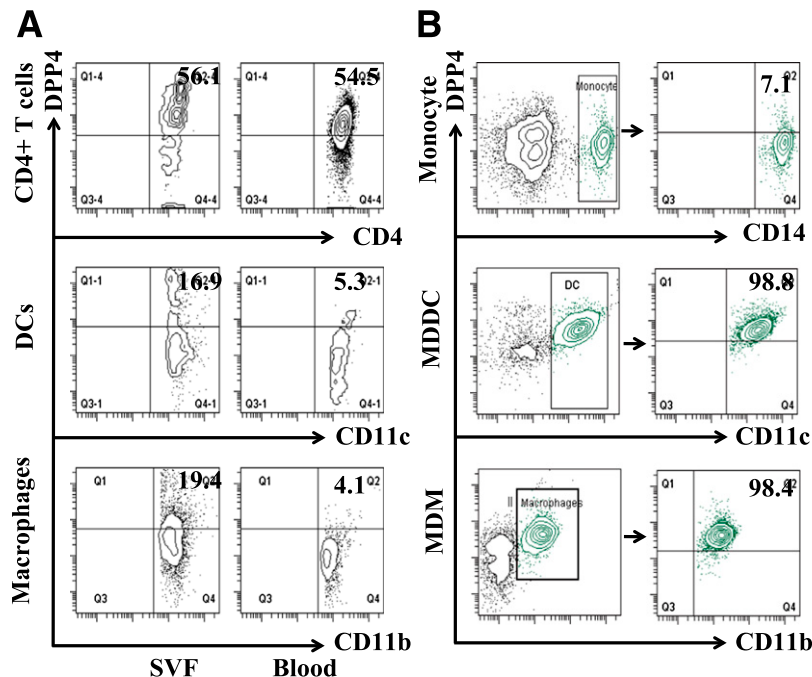 A
B
DPP4
CD4+ T cells
Q1-4
56.1
Q3-4
Q4-4
Q1-4
54.5
Q3-4
Q4-4
CD4
DCs
Q1-1
16.9
Q3-1
Q4-1
Q1-1
5.3
Q3-1
Q4-1
CD11c
Macrophages
Q1
19.4
Q3
Q4
Q1
4.1
Q2
Q3
Q4
CD11b
SVF
Blood
DPP4
Monocyte
Monocyte
Q1
7.1
Q2
Q3
Q4
CD14
MDDC
DC
Q1
98.8
Q3
Q4
CD11c
MDM
Macrophages
Q1
98.4
Q2
Q3
Q4
CD11b